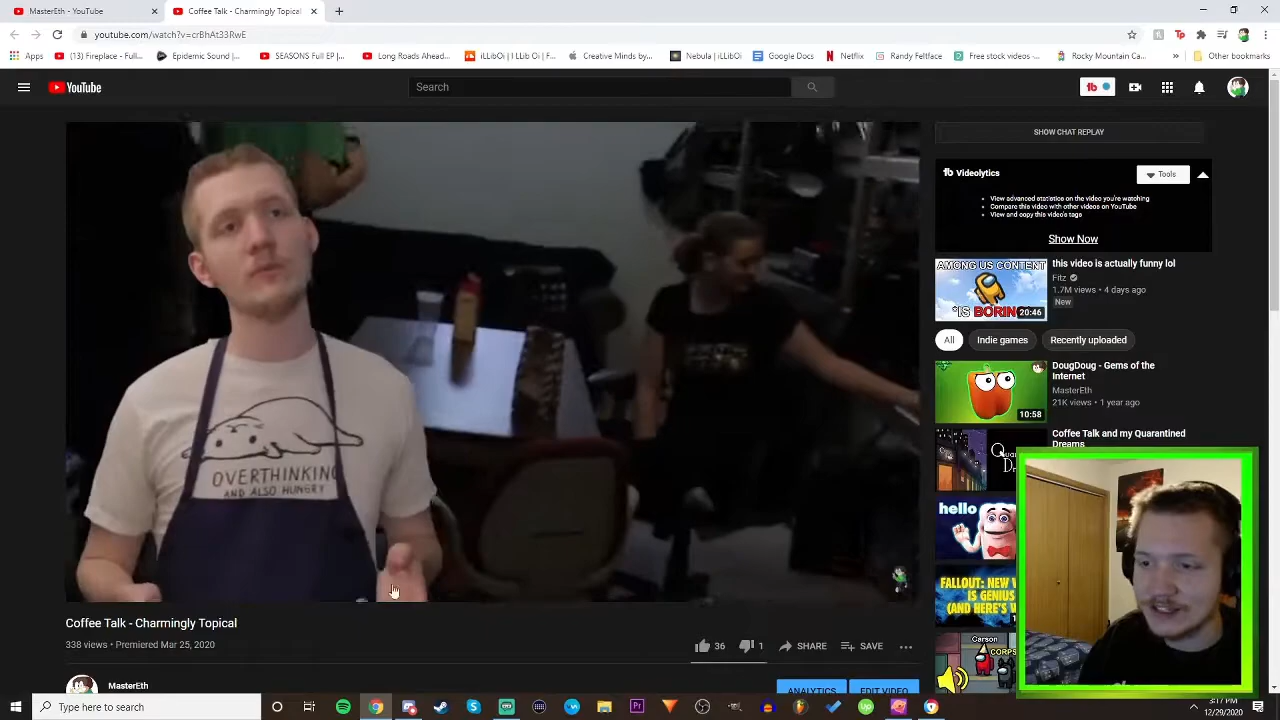 MasterEth - YouTube
Coffee Talk - Charmingly Topical
youtube.com/watch?v=crBhAt33RwE
Apps
(13) Fireplace - Full...
Epidemic Sound |...
SEASONS Full EP |...
Long Roads Ahead...
iLLiBOi | I LLib Oi | F...
Creative Minds by...
Nebula | iLiBOi
Google Docs
Netflix
Randy Feltface
Free stock videos -...
Rocky Mountain Ca...
Other bookmarks
YouTube
Search
SHOW CHAT REPLAY
Videolytics
Tools
View advanced statistics on the video you're watching
Compare this video with other videos on YouTube
View and copy this video's tags
Show Now
AMONG US CONTENT
*IS BORIN
20:46
this video is actually funny lol
Fitz
1.7M views • 4 days ago
New
All
Indie games
Recently uploaded
10:58
DougDoug - Gems of the
Internet
MasterEth
21K views • 1 year ago
Coffee Talk and my Quarantined
Dreams
hello
FALLOUT: NEW V
IS GENIUS
(AND HERE'S W
Carson
CORPS
OVERTHINKING
AND ALSO HUNGRY
Coffee Talk - Charmingly Topical
338 views • Premiered Mar 25, 2020
36
1
SHARE
SAVE
MasterEth
ANALYTICS
EDIT VIDEO
Type here to search
3:17 PM
12/29/2020